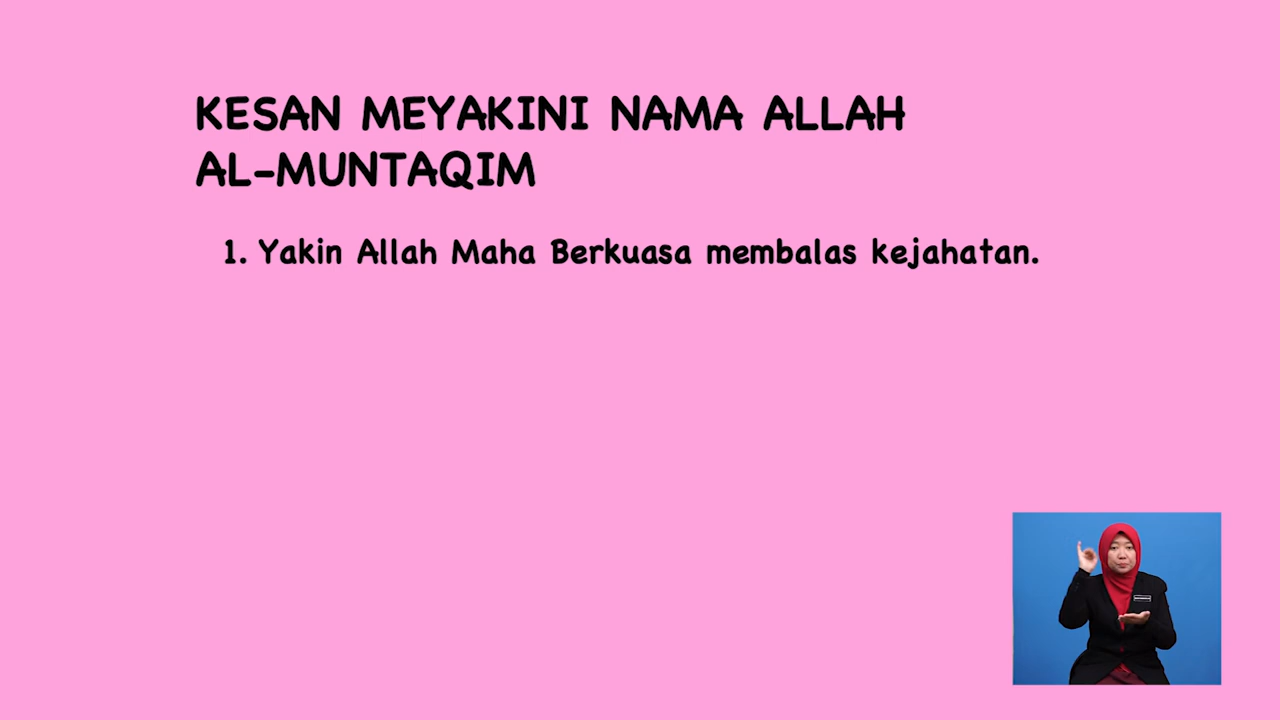 KESAN MEYAKINI NAMA ALLAH
AL-MUNTAQIM
1. Yakin Allah Maha Berkuasa membalas kejahatan.